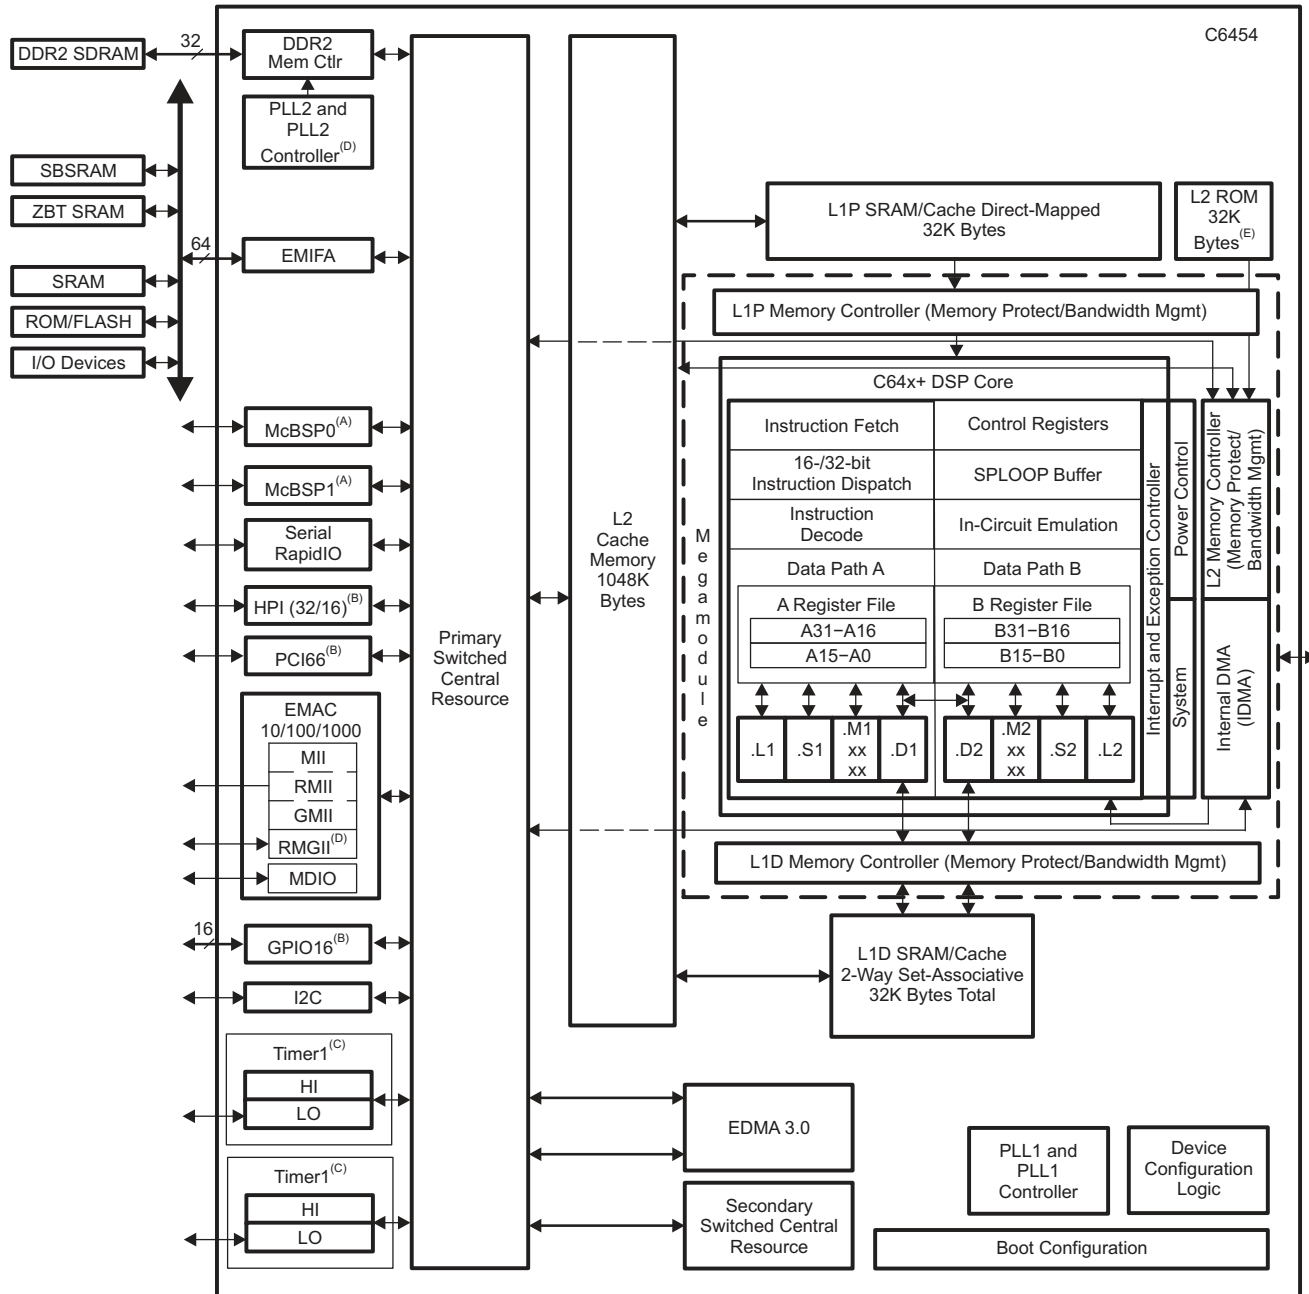 C6454
DDR2 SDRAM
32
DDR2
Mem Ctlr
PLL2 and
PLL2
Controller(D)
SBSRAM
ZBT SRAM
64
EMIFA
SRAM
ROM/FLASH
I/O Devices
McBSP0(A)
McBSP1(A)
Serial
RapidIO
HPI (32/16)(B)
PCI66(B)
EMAC
10/100/1000
MII
RMII
GMII
RMGII(D)
MDIO
16
GPIO16(B)
I2C
Timer1(C)
HI
LO
Timer1(C)
HI
LO
Primary
Switched
Central
Resource
L2
Cache
Memory
1048K
Bytes
L1P SRAM/Cache Direct-Mapped
32K Bytes
L2 ROM
32K
Bytes(E)
L1P Memory Controller (Memory Protect/Bandwidth Mgmt)
Megamodule
C64x+ DSP Core
Instruction Fetch
Control Registers
16-/32-bit
Instruction Dispatch
SPLOOP Buffer
Instruction
Decode
In-Circuit Emulation
Data Path A
Data Path B
A Register File
B Register File
A31−A16
B31−B16
A15−A0
B15−B0
.L1
.S1
.M1
xx
xx
.D1
.D2
.M2
xx
xx
.S2
.L2
Interrupt and Exception Controller
Power Control
System
L2 Memory Controller
(Memory Protect/
Bandwidth Mgmt)
Internal DMA
(IDMA)
L1D Memory Controller (Memory Protect/Bandwidth Mgmt)
L1D SRAM/Cache
2-Way Set-Associative
32K Bytes Total
EDMA 3.0
Secondary
Switched Central
Resource
PLL1 and
PLL1
Controller
Device
Configuration
Logic
Boot Configuration